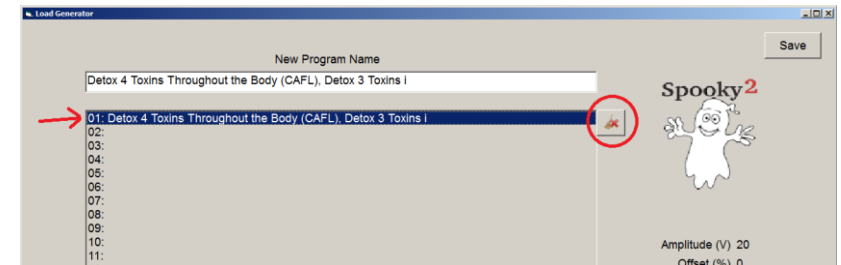 Load Generator
Save
New Program Name
Detox 4 Toxins Throughout the Body (CAFL), Detox 3 Toxins i
Spooky2
01: Detox 4 Toxins Throughout the Body (CAFL), Detox 3 Toxins i
02:
03:
04:
05:
06:
07:
08:
09:
10:
11:
Amplitude (V) 20
Offset (%) 0